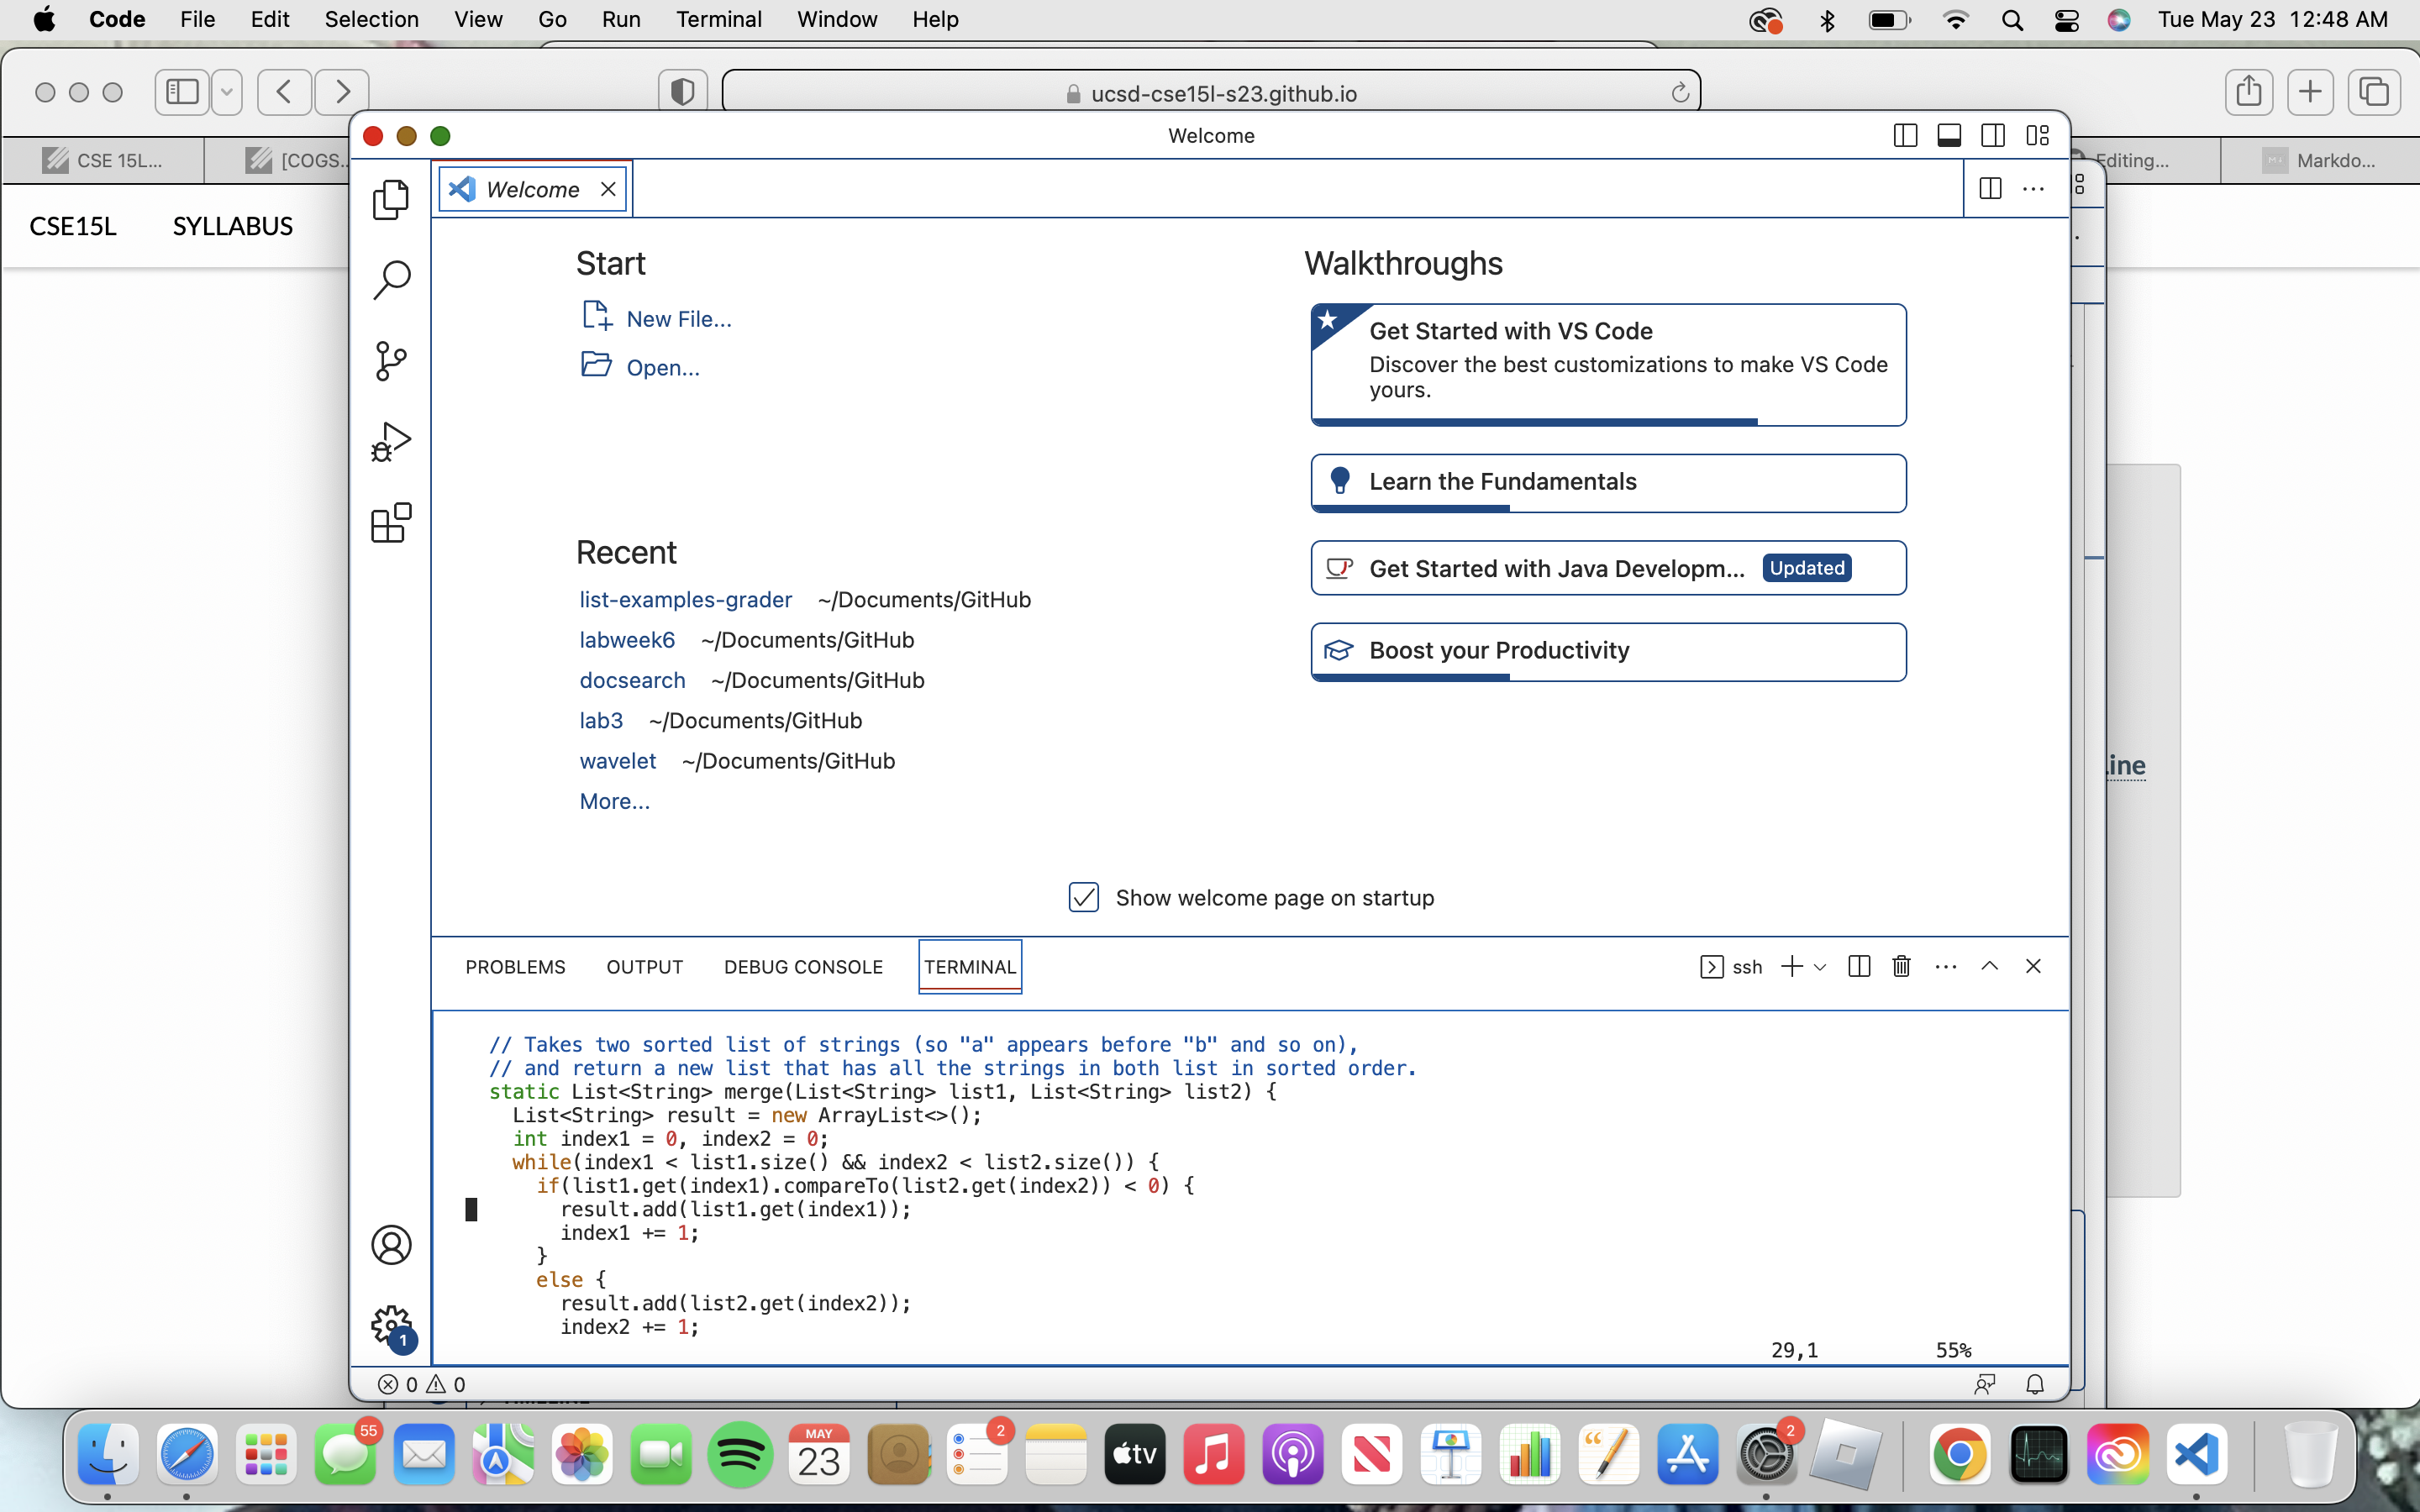 Code File Edit Selection View Go Run Terminal Window Help Tue May 23 12:48 AM
ucsd-cse15l-s23.github.io
Welcome
CSE 15L... [COGS... Editing... Markdo...
Welcome
CSE15L SYLLABUS
Start
New File...
Open...
Recent
list-examples-grader ~/Documents/GitHub
labweek6 ~/Documents/GitHub
docsearch ~/Documents/GitHub
lab3 ~/Documents/GitHub
wavelet ~/Documents/GitHub
More...
Walkthroughs
Get Started with VS Code
Discover the best customizations to make VS Code
yours.
Learn the Fundamentals
Get Started with Java Developm... Updated
Boost your Productivity
Show welcome page on startup
PROBLEMS OUTPUT DEBUG CONSOLE TERMINAL ssh
// Takes two sorted list of strings (so "a" appears before "b" and so on),
// and return a new list that has all the strings in both list in sorted order.
static List<String> merge(List<String> list1, List<String> list2) {
List<String> result = new ArrayList<>();
int index1 = 0, index2 = 0;
while(index1 < list1.size() && index2 < list2.size()) {
if(list1.get(index1).compareTo(list2.get(index2)) < 0) {
result.add(list1.get(index1));
index1 += 1;
}
else {
result.add(list2.get(index2));
index2 += 1;
29,1 55%
1
0 0
55 MAY 23 2 tv 2